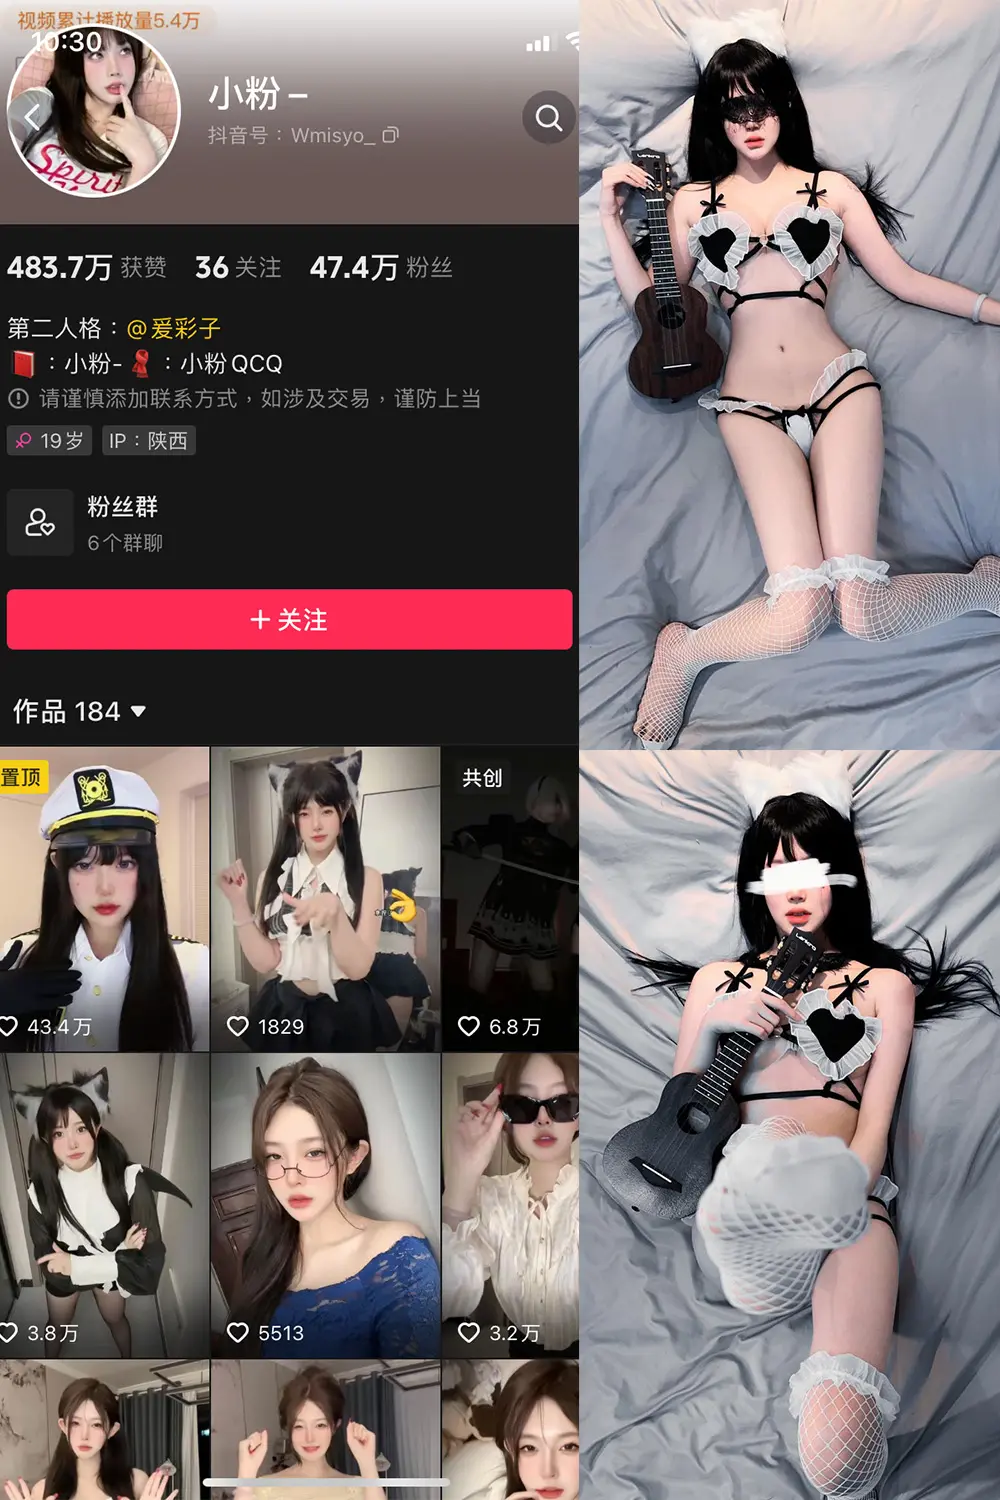 视频累计播放量5.4万
10:30
小粉 –
抖音号：Wmisyo_
Spirit
483.7万 获赞 36 关注 47.4万 粉丝
第二人格：@爱彩子
：小粉- ：小粉QCQ
请谨慎添加联系方式，如涉及交易，谨防上当
19岁 IP：陕西
粉丝群
6个群聊
＋关注
作品 184
置顶
共创
43.4万
1829
6.8万
3.8万
5513
3.2万